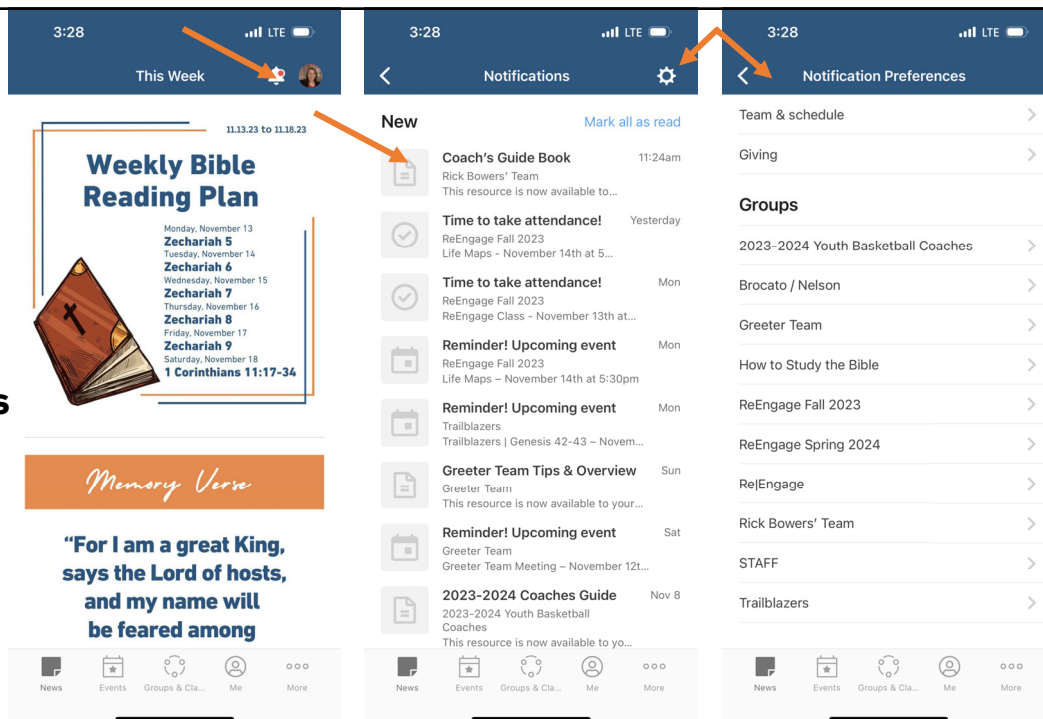 3:28
LTE
This Week
11.13.23 to 11.18.23
Weekly Bible
Reading Plan
Monday, November 13
Zechariah 5
Tuesday, November 14
Zechariah 6
Wednesday, November 15
Zechariah 7
Thursday, November 16
Zechariah 8
Friday, November 17
Zechariah 9
Saturday, November 18
1 Corinthians 11:17-34
s
Memory Verse
“For I am a great King,
says the Lord of hosts,
and my name will
be feared among
News Events Groups & Cla... Me More
3:28
LTE
Notifications
New Mark all as read
Coach's Guide Book 11:24am
Rick Bowers' Team
This resource is now available to...
Time to take attendance! Yesterday
ReEngage Fall 2023
Life Maps - November 14th at 5...
Time to take attendance! Mon
ReEngage Fall 2023
ReEngage Class - November 13th at...
Reminder! Upcoming event Mon
ReEngage Fall 2023
Life Maps – November 14th at 5:30pm
Reminder! Upcoming event Mon
Trailblazers
Trailblazers | Genesis 42-43 – Novem...
Greeter Team Tips & Overview Sun
Greeter Team
This resource is now available to your...
Reminder! Upcoming event Sat
Greeter Team
Greeter Team Meeting – November 12t...
2023-2024 Coaches Guide Nov 8
2023-2024 Youth Basketball
Coaches
This resource is now available to yo...
News Events Groups & Cla... Me More
3:28
LTE
Notification Preferences
Team & schedule
Giving
Groups
2023-2024 Youth Basketball Coaches
Brocato / Nelson
Greeter Team
How to Study the Bible
ReEngage Fall 2023
ReEngage Spring 2024
Re|Engage
Rick Bowers' Team
STAFF
Trailblazers
News Events Groups & Cla... Me More